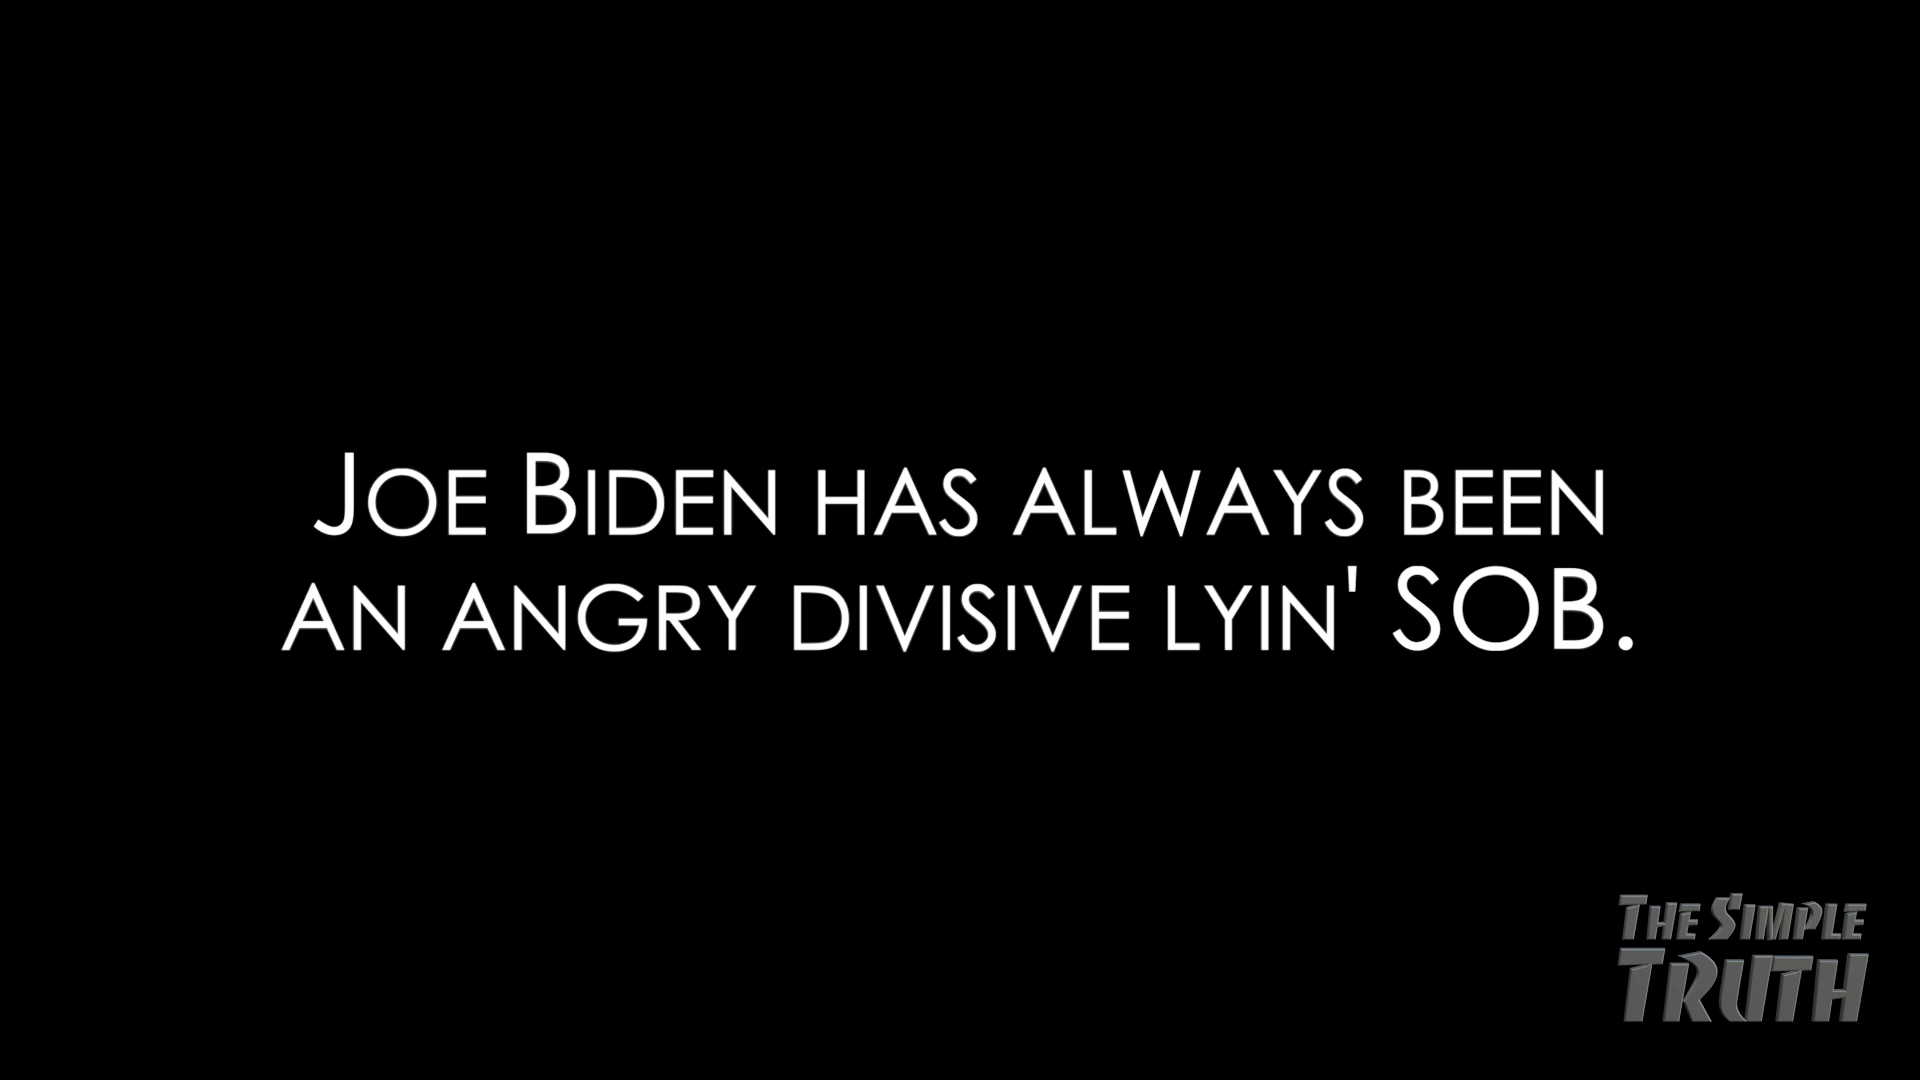 Joe Biden has always been
an angry divisive lyin' SOB.
The Simple
Truth